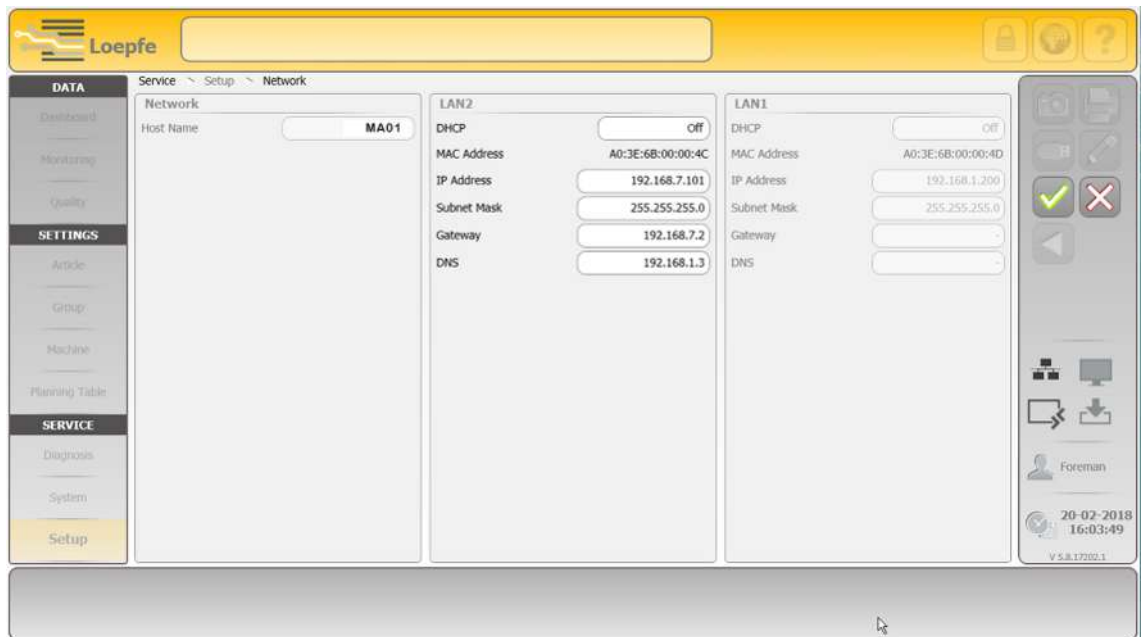 Loepfe
?
DATA
Dashboard
Monitoring
Quality
SETTINGS
Article
Group
Machine
Planning Table
SERVICE
Diagnosis
System
Setup
Service ~ Setup ~ Network
Network
Host Name MA01
LAN2
DHCP Off
MAC Address A0:3E:6B:00:00:4C
IP Address 192.168.7.101
Subnet Mask 255.255.255.0
Gateway 192.168.7.2
DNS 192.168.1.3
LAN1
DHCP Off
MAC Address A0:3E:6B:00:00:4D
IP Address 192.168.1.200
Subnet Mask 255.255.255.0
Gateway -
DNS -
Foreman
20-02-2018
16:03:49
V 5.8.17202.1